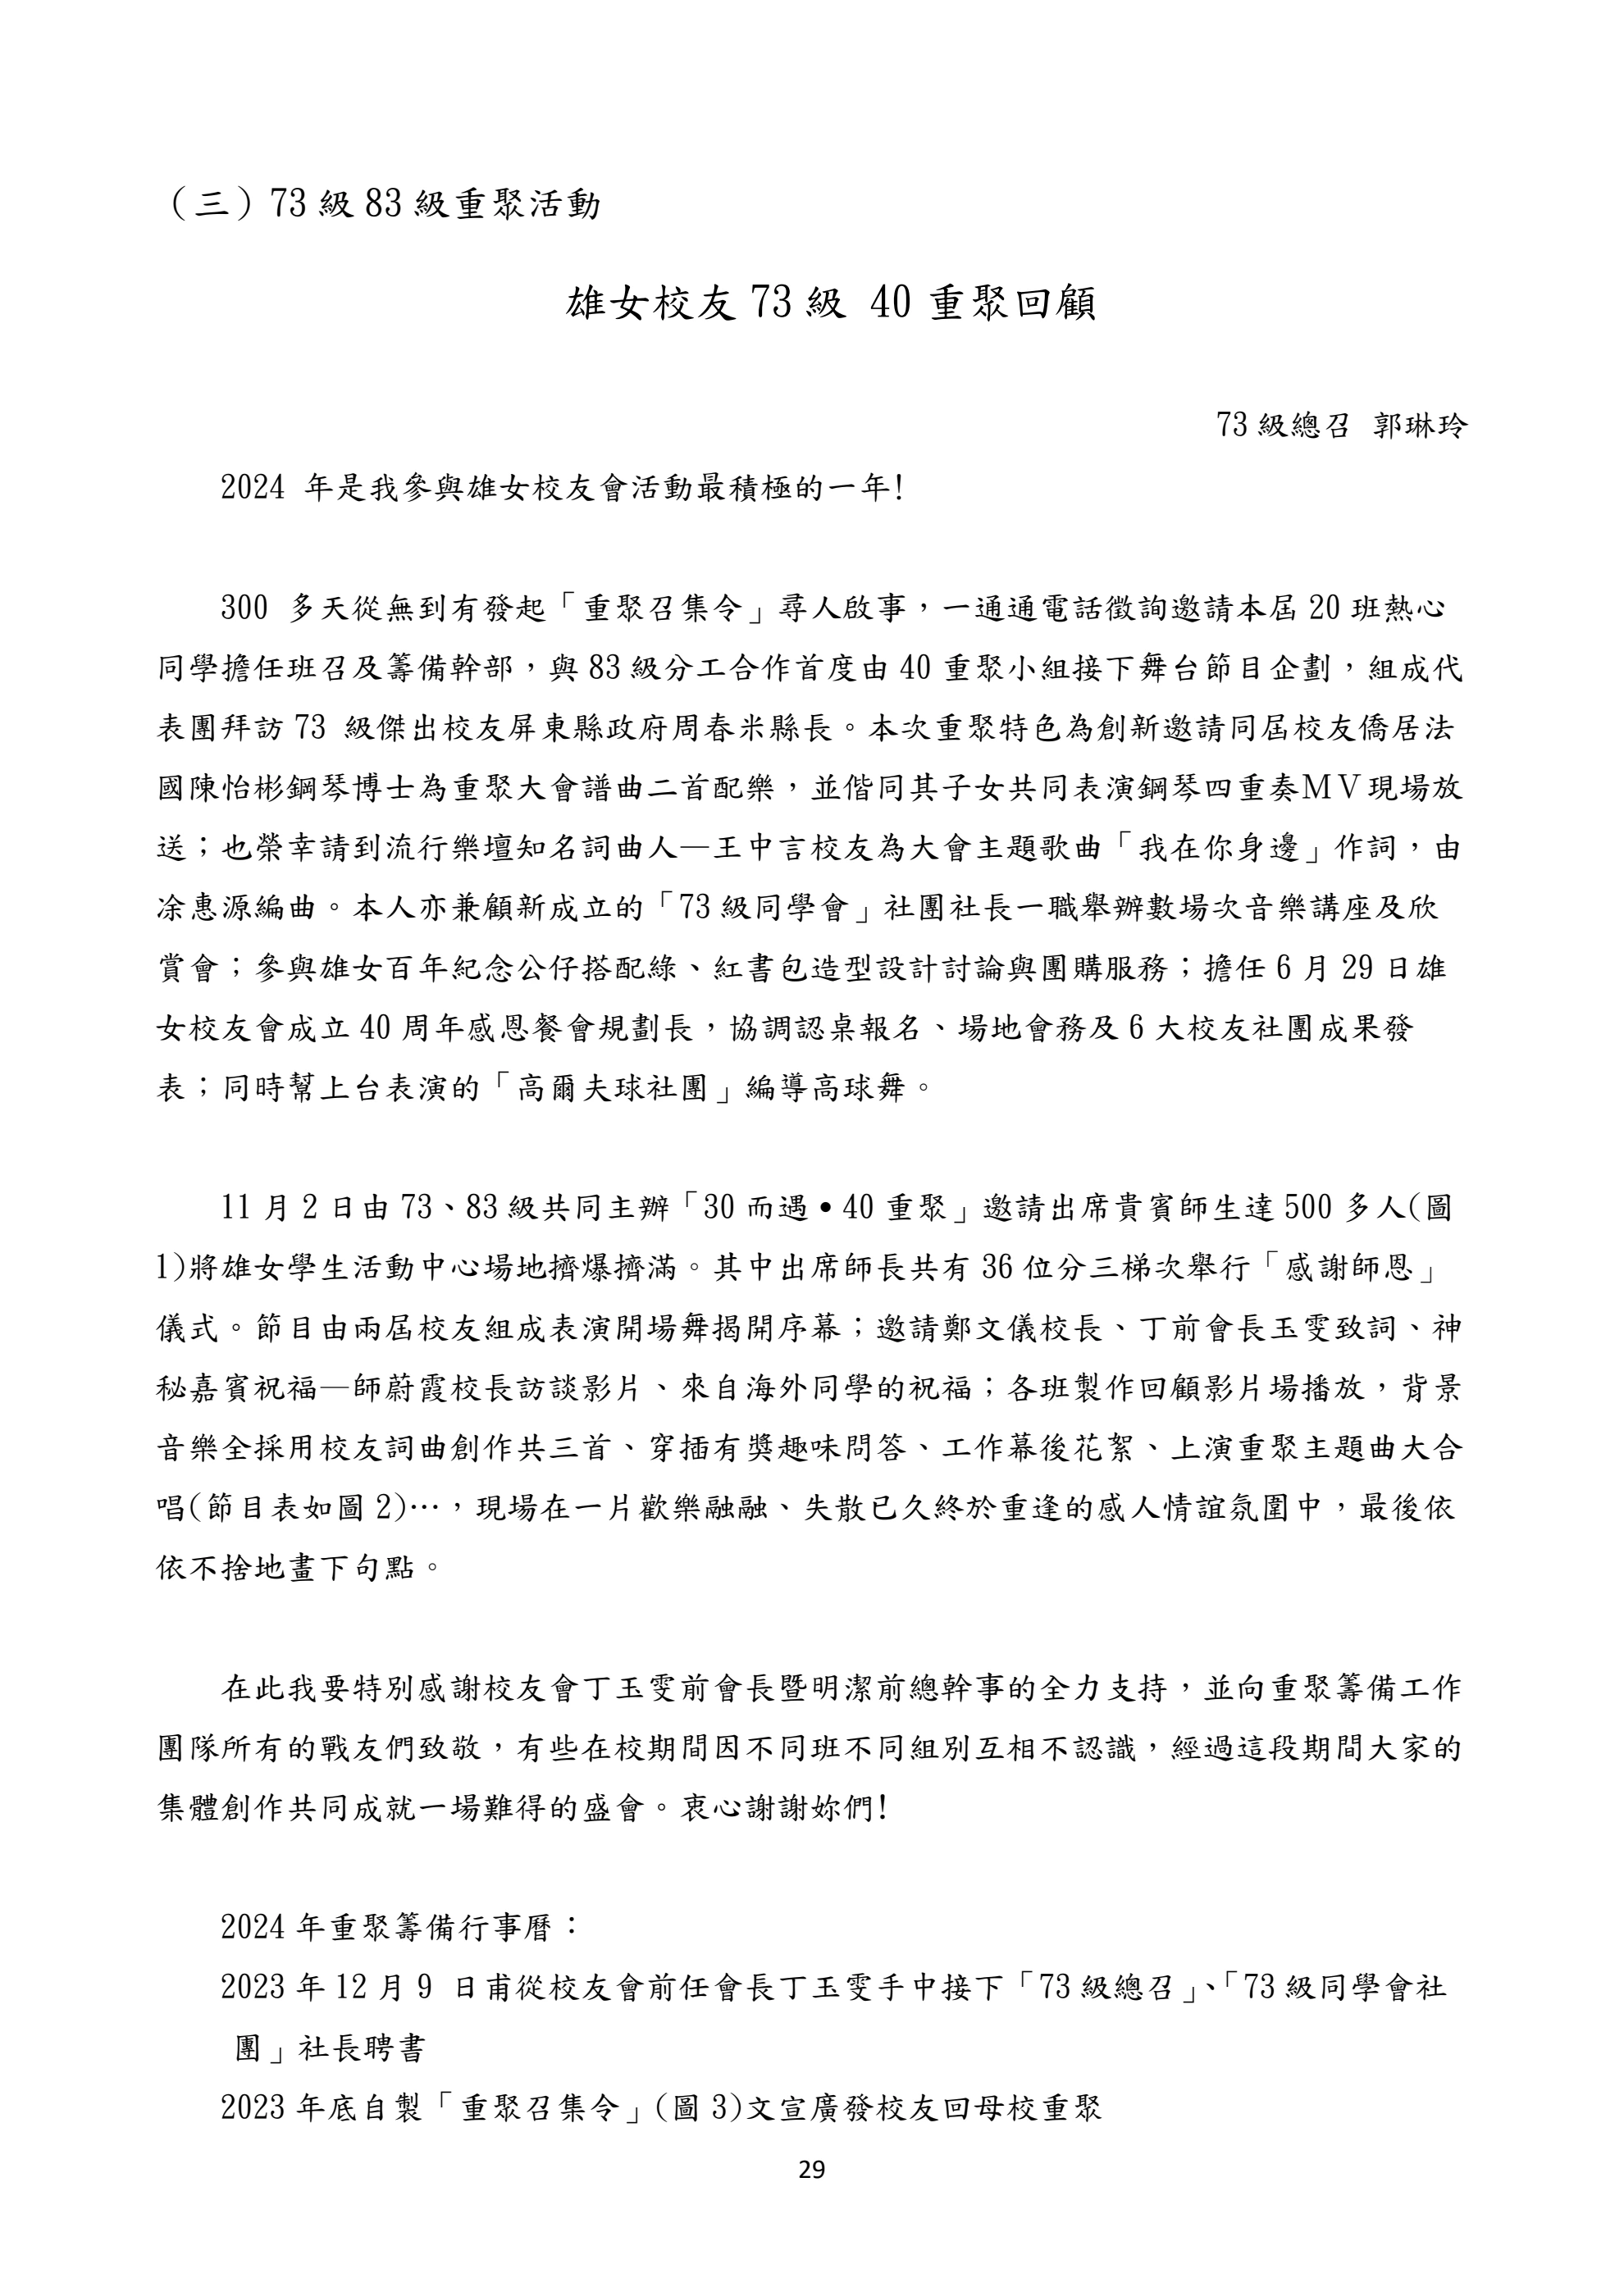 （三）73 級 83 級重聚活動
雄女校友 73 級 40 重聚回顧
73 級總召 郭琳玲
2024 年是我參與雄女校友會活動最積極的一年!
300 多天從無到有發起「重聚召集令」尋人啟事，一通通電話徵詢邀請本屆 20 班熱心
同學擔任班召及籌備幹部，與 83 級分工合作首度由 40 重聚小組接下舞台節目企劃，組成代
表團拜訪 73 級傑出校友屏東縣政府周春米縣長。本次重聚特色為創新邀請同屆校友僑居法
國陳怡彬鋼琴博士為重聚大會譜曲二首配樂，並偕同其子女共同表演鋼琴四重奏ＭＶ現場放
送；也榮幸請到流行樂壇知名詞曲人—王中言校友為大會主題歌曲「我在你身邊」作詞，由
凃惠源編曲。本人亦兼顧新成立的「73 級同學會」社團社長一職舉辦數場次音樂講座及欣
賞會；參與雄女百年紀念公仔搭配綠、紅書包造型設計討論與團購服務；擔任 6 月 29 日雄
女校友會成立 40 周年感恩餐會規劃長，協調認桌報名、場地會務及 6 大校友社團成果發
表；同時幫上台表演的「高爾夫球社團」編導高球舞。
11 月 2 日由 73、83 級共同主辦「30 而遇•40 重聚」邀請出席貴賓師生達 500 多人(圖
1)將雄女學生活動中心場地擠爆擠滿。其中出席師長共有 36 位分三梯次舉行「感謝師恩」
儀式。節目由兩屆校友組成表演開場舞揭開序幕；邀請鄭文儀校長、丁前會長玉雯致詞、神
秘嘉賓祝福—師蔚霞校長訪談影片、來自海外同學的祝福；各班製作回顧影片場播放，背景
音樂全採用校友詞曲創作共三首、穿插有獎趣味問答、工作幕後花絮、上演重聚主題曲大合
唱(節目表如圖 2)…，現場在一片歡樂融融、失散已久終於重逢的感人情誼氛圍中，最後依
依不捨地畫下句點。
在此我要特別感謝校友會丁玉雯前會長暨明潔前總幹事的全力支持，並向重聚籌備工作
團隊所有的戰友們致敬，有些在校期間因不同班不同組別互相不認識，經過這段期間大家的
集體創作共同成就一場難得的盛會。衷心謝謝妳們!
2024 年重聚籌備行事曆：
2023 年 12 月 9 日甫從校友會前任會長丁玉雯手中接下「73 級總召」、「73 級同學會社
團」社長聘書
2023 年底自製「重聚召集令」(圖 3)文宣廣發校友回母校重聚
29